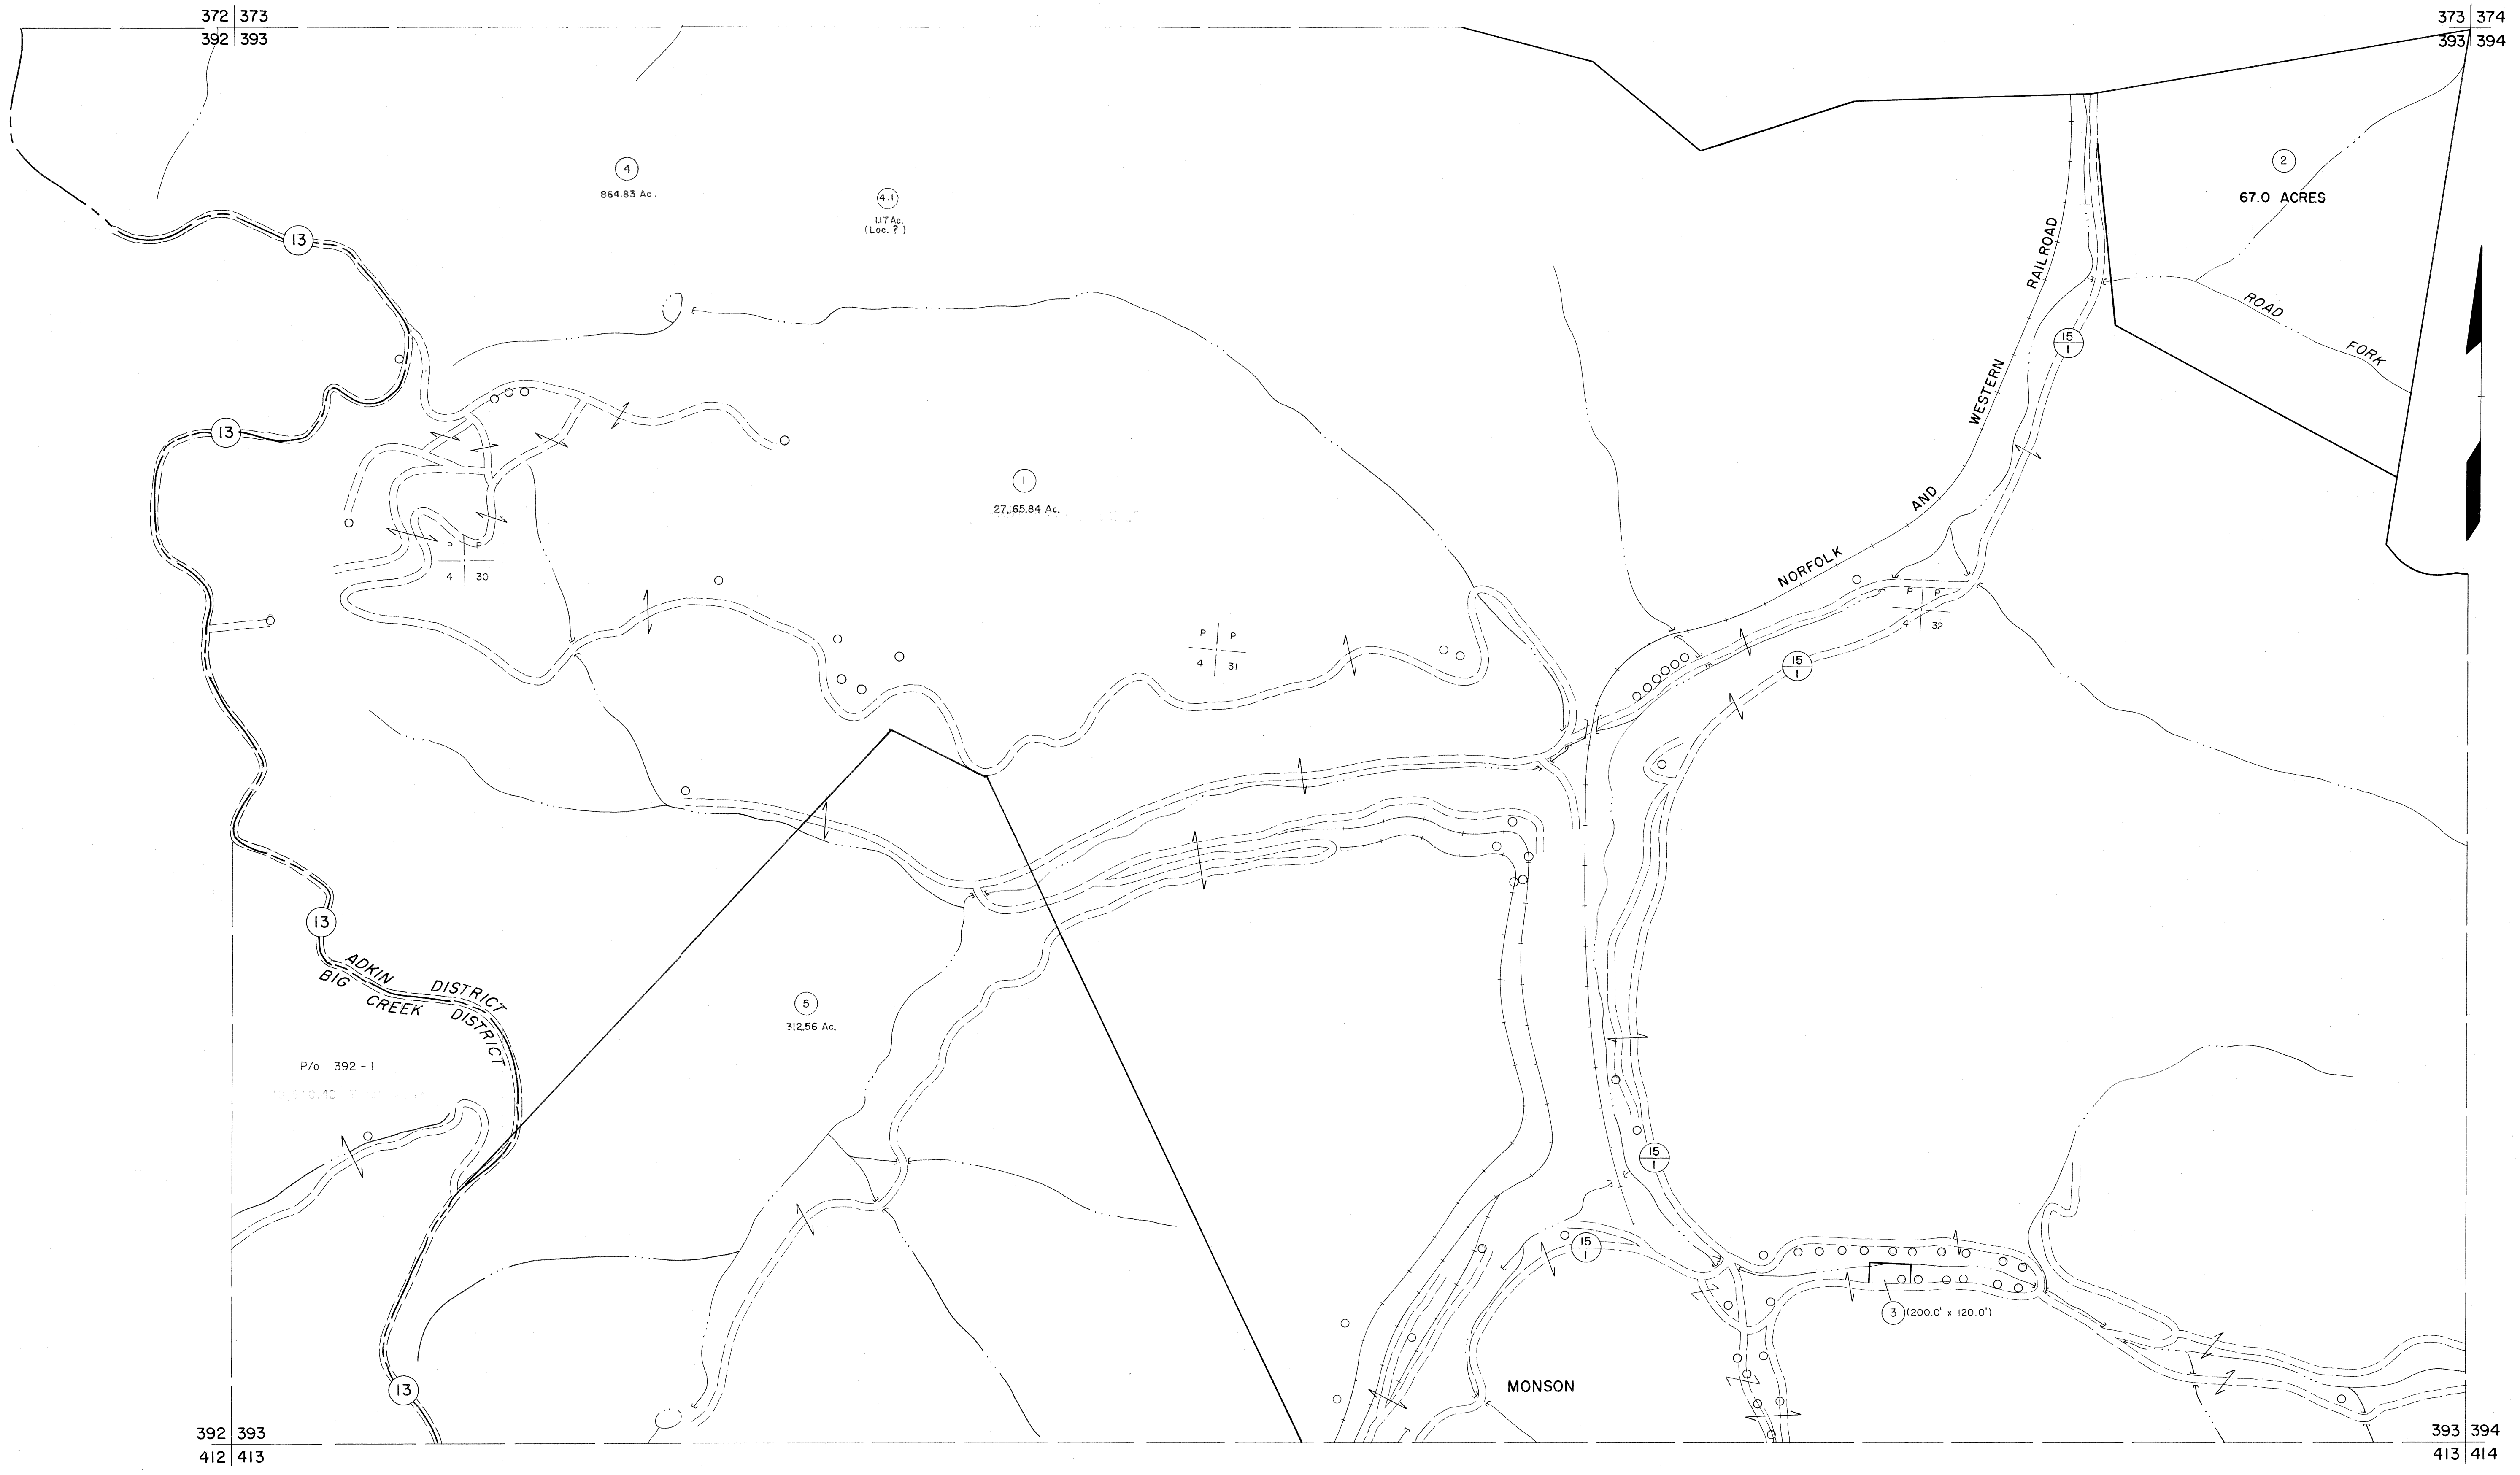 372 373
392 393
373 374
393 394
4
864.83 Ac.
4.1
1.17 Ac.
(Loc. ?)
2
67.0 ACRES
13
RAILROAD
WESTERN
AND
NORFOLK
ROAD
FORK
15
1
13
1
27,165.84 Ac.
P P
4 30
P P
4 31
P P
4 32
15
1
13
ADKIN DISTRICT
BIG CREEK DISTRICT
5
312.56 Ac.
P/o 392-1
15
1
15
1
3 (200.0' x 120.0')
MONSON
13
392 393
412 413
393 394
413 414